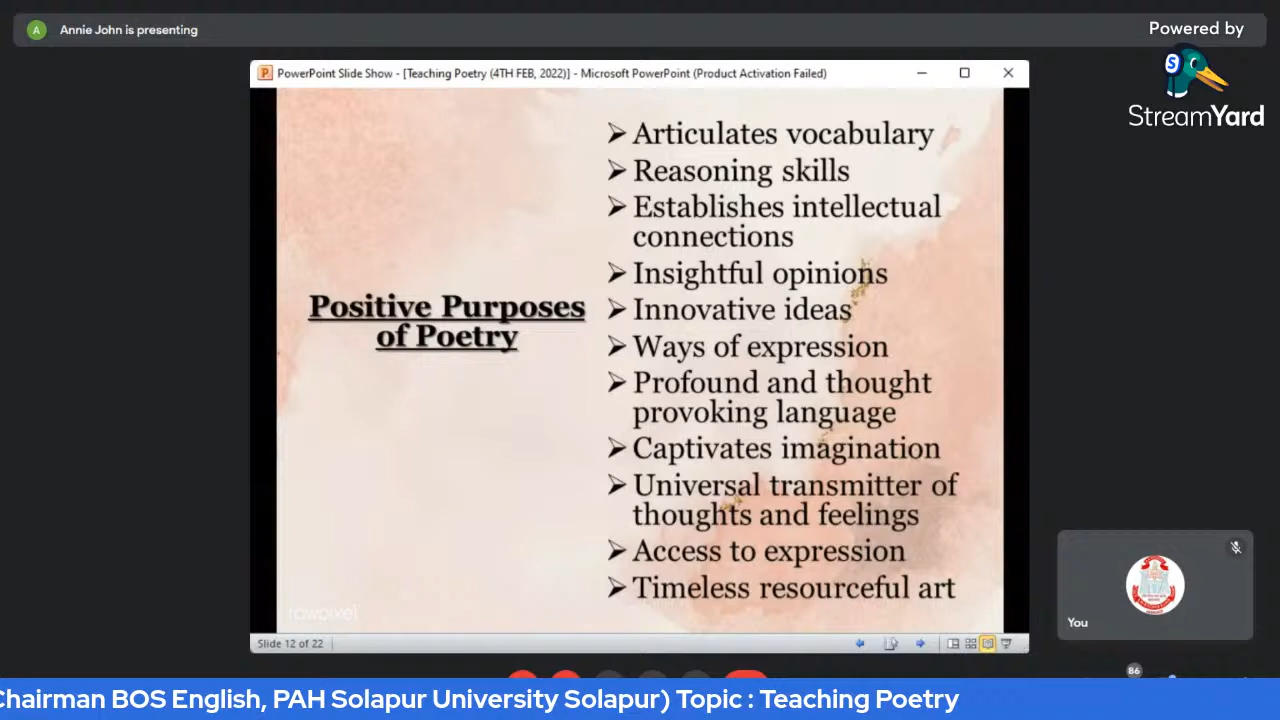 A
Annie John is presenting
Powered by
StreamYard
PowerPoint Slide Show - [Teaching Poetry (4TH FEB, 2022)] - Microsoft PowerPoint (Product Activation Failed)
Positive Purposes
of Poetry
Articulates vocabulary
Reasoning skills
Establishes intellectual
connections
Insightful opinions
Innovative ideas
Ways of expression
Profound and thought
provoking language
Captivates imagination
Universal transmitter of
thoughts and feelings
Access to expression
Timeless resourceful art
rawpixel
Slide 12 of 22
You
86
Chairman BOS English, PAH Solapur University Solapur) Topic : Teaching Poetry